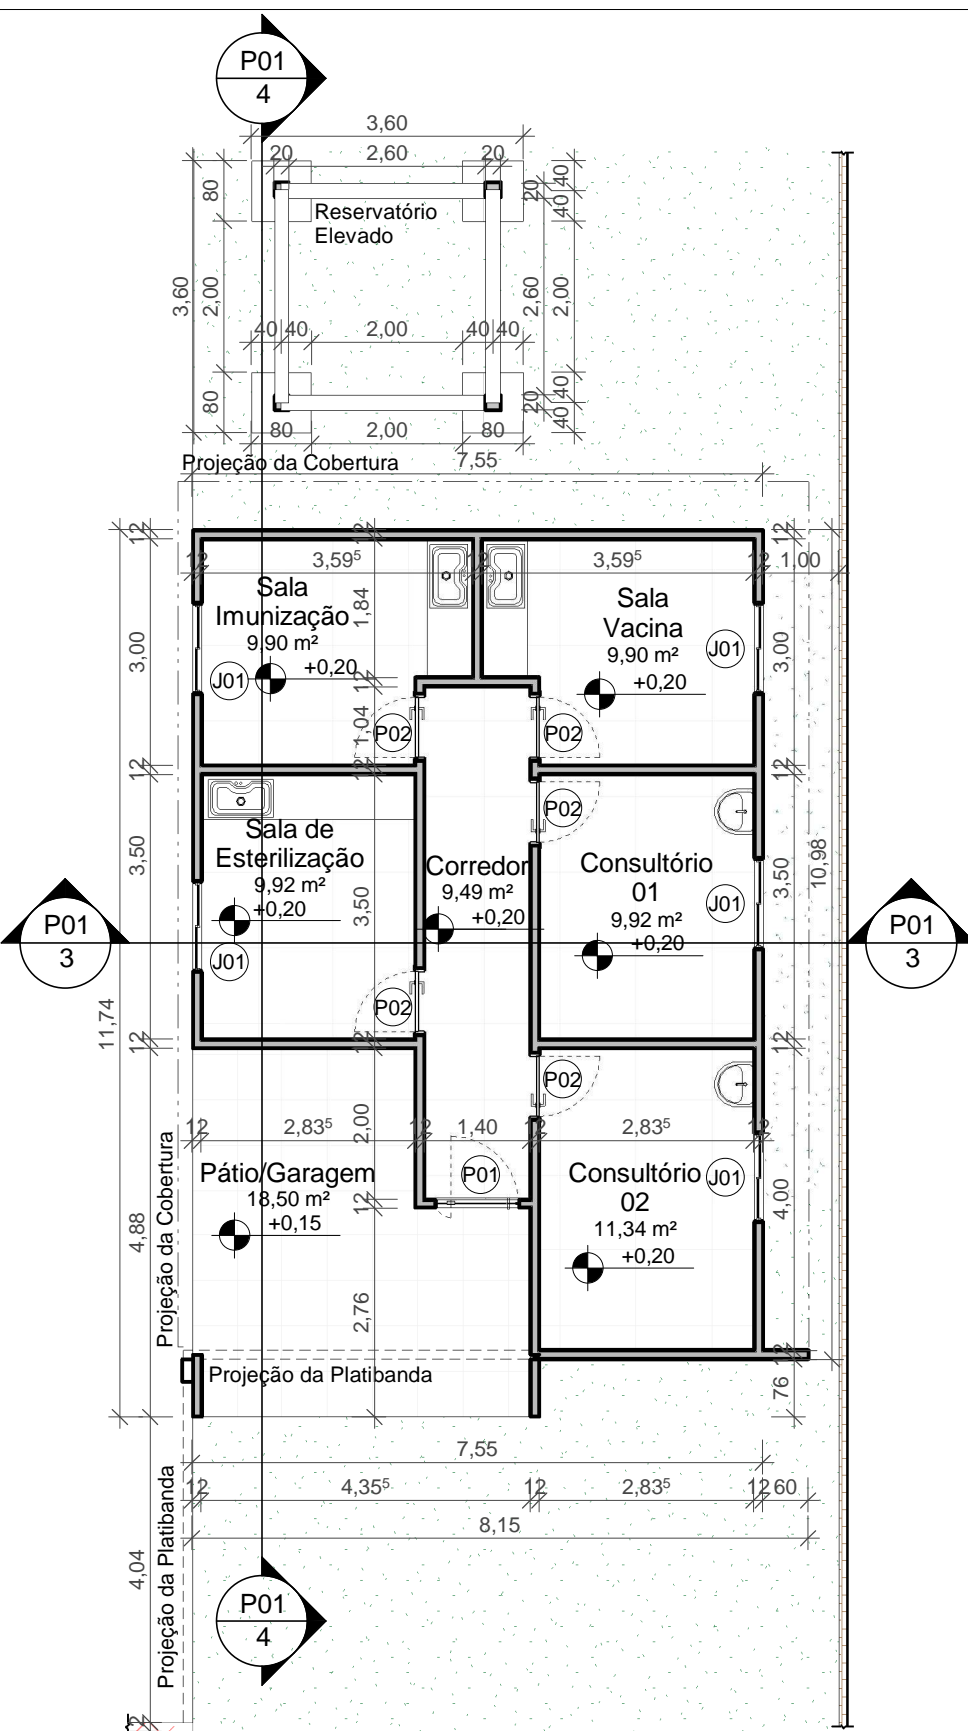 P01
4
3,60
20
2,60
20
40
80
20
40
Reservatório
Elevado
3,60
2,00
2,60
2,00
40
40
2,00
40
40
80
20
40
40
80
2,00
80
Projeção da Cobertura
7,55
12
12
12
12
3,59⁵
12
3,59⁵
12
1,00
Sala
Imunização
9,90 m²
+0,20
J01
1,84
Sala
Vacina
9,90 m²
+0,20
J01
3,00
3,00
12
1,04
P02
P02
12
12
12
P02
Sala de
Esterilização
9,92 m²
+0,20
J01
3,50
3,50
Corredor
9,49 m²
+0,20
Consultório
01
9,92 m²
+0,20
J01
3,50
10,98
P01
3
P01
3
P02
11,74
12
12
12
P02
12
2,83⁵
2,00
12
1,40
12
2,83⁵
12
Pátio/Garagem
18,50 m²
+0,15
P01
12
Consultório
02
11,34 m²
+0,20
J01
4,00
4,88
Projeção da Cobertura
2,76
12
Projeção da Platibanda
76
7,55
12
4,35⁵
12
2,83⁵
12
60
8,15
4,04
Projeção da Platibanda
P01
4